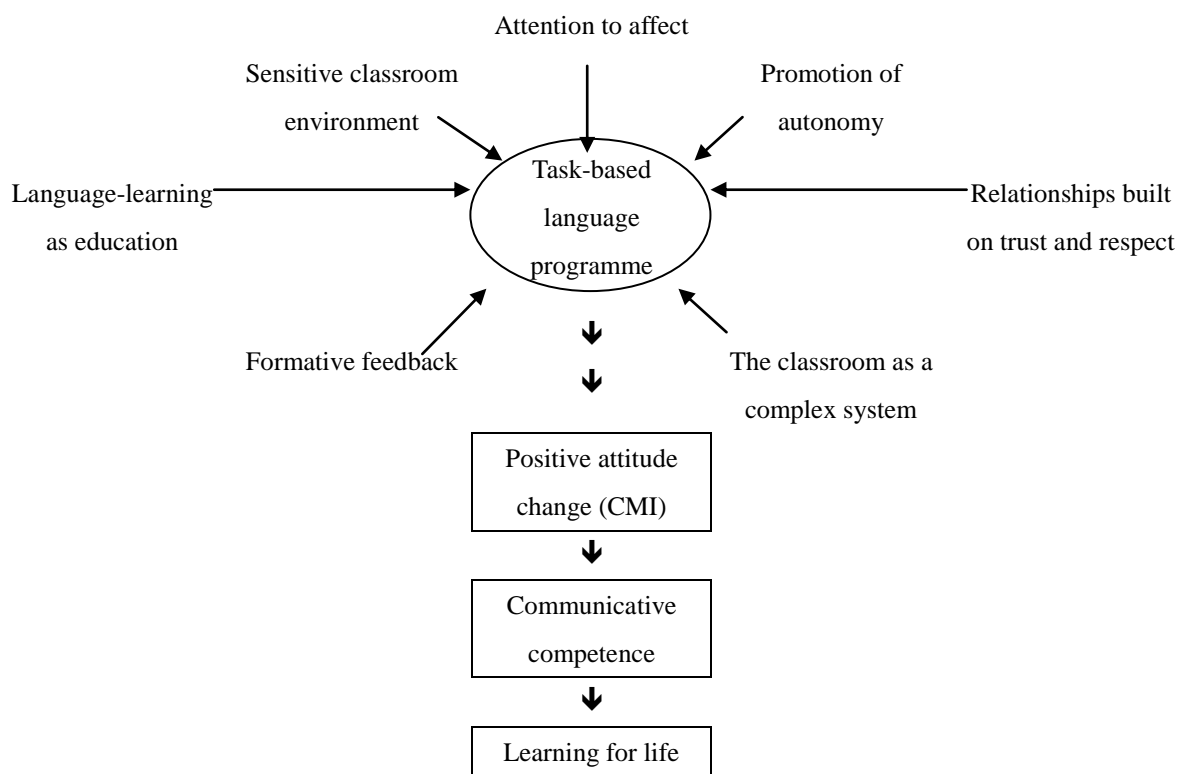 Attention to affect
Sensitive classroom
environment
Promotion of
autonomy
Task-based
language
programme
Language-learning
as education
Relationships built
on trust and respect
Formative feedback
The classroom as a
complex system
Positive attitude
change (CMI)
Communicative
competence
Learning for life